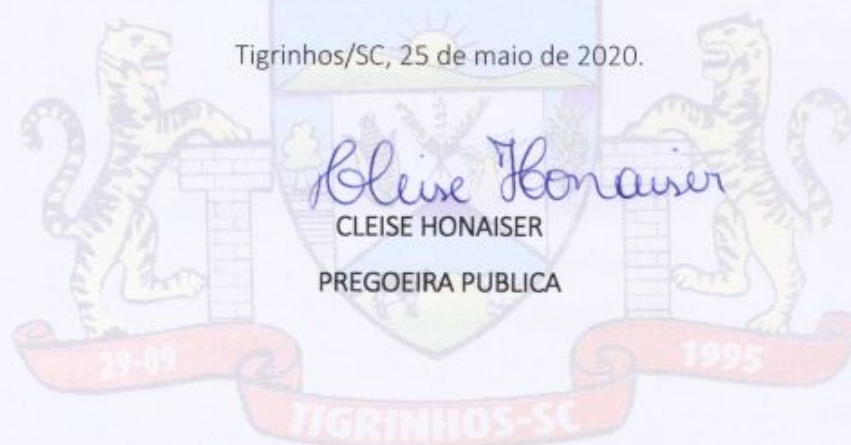 Tigrinhos/SC, 25 de maio de 2020.
Cleise Honaiser
CLEISE HONAISER
PREGOEIRA PUBLICA
29-09
1995
TIGRINHOS-SC